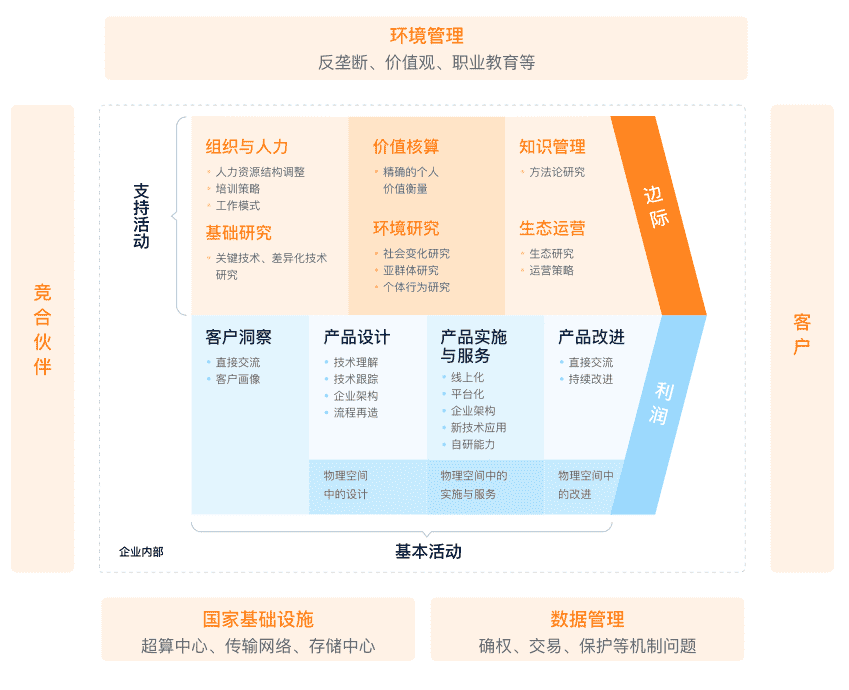 环境管理
反垄断、价值观、职业教育等
竞
合
伙
伴
支
持
活
动
组织与人力
• 人力资源结构调整
• 培训策略
• 工作模式
基础研究
• 关键技术、差异化技术
研究
价值核算
• 精确的个人
价值衡量
环境研究
• 社会变化研究
• 亚群体研究
• 个体行为研究
知识管理
• 方法论研究
生态运营
• 生态研究
• 运营策略
边
际
客户洞察
• 直接交流
• 客户画像
产品设计
• 技术理解
• 技术跟踪
• 企业架构
• 流程再造
物理空间
中的设计
产品实施
与服务
• 线上化
• 平台化
• 企业架构
• 新技术应用
• 自研能力
物理空间中的
实施与服务
产品改进
• 直接交流
• 持续改进
物理空间中
的改进
利
润
客
户
企业内部
基本活动
国家基础设施
超算中心、传输网络、存储中心
数据管理
确权、交易、保护等机制问题